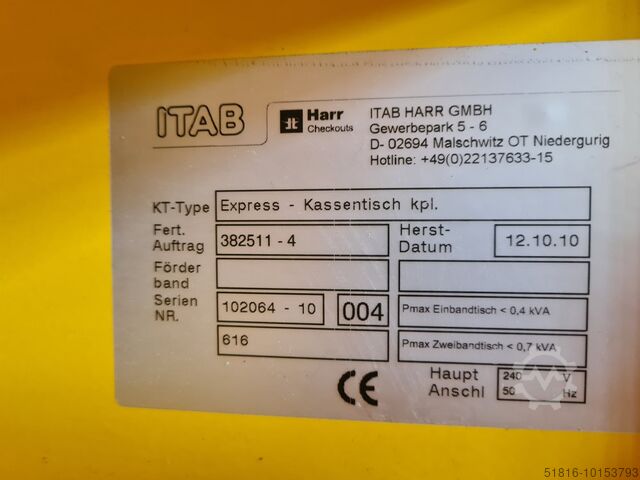 ITAB
Harr
Checkouts
ITAB HARR GMBH
Gewerbepark 5 - 6
D- 02694 Malschwitz OT Niedergurig
Hotline: +49(0)22137633-15
KT-Type Express - Kassentisch kpl.
Fert. Auftrag 382511 - 4 Herst- Datum 12.10.10
Förder band
Serien NR. 102064 - 10 004 Pmax Einbandtisch < 0,4 kVA
616 Pmax Zweibandtisch < 0,7 kVA
CE Haupt Anschl 240 V
50 Hz
51816-10153793